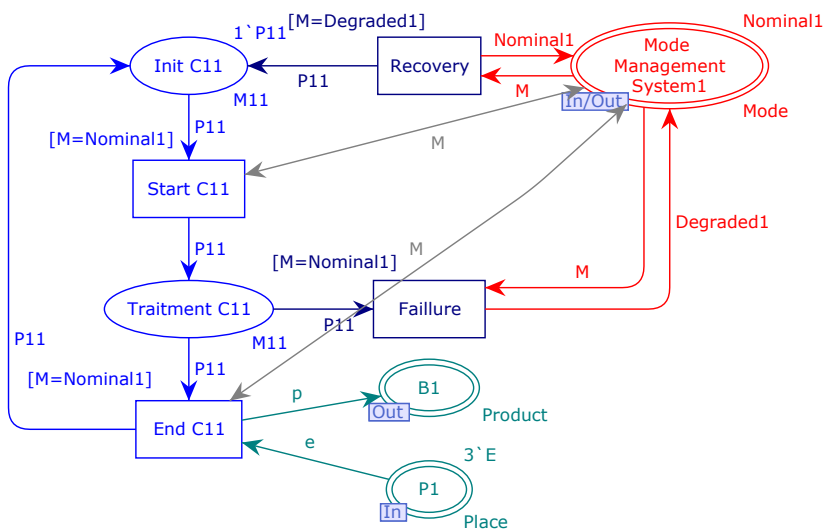 [M=Degraded1]
Nominal1
1`P11
Nominal1
Init C11
Recovery
Mode
Management
System1
P11
M
M11
In/Out
Mode
P11
[M=Nominal1]
M
Start C11
Degraded1
P11
M
[M=Nominal1]
M
Traitment C11
Faillure
P11
P11
M11
P11
[M=Nominal1]
p
B1
Out
Product
End C11
e
3`E
P1
In
Place